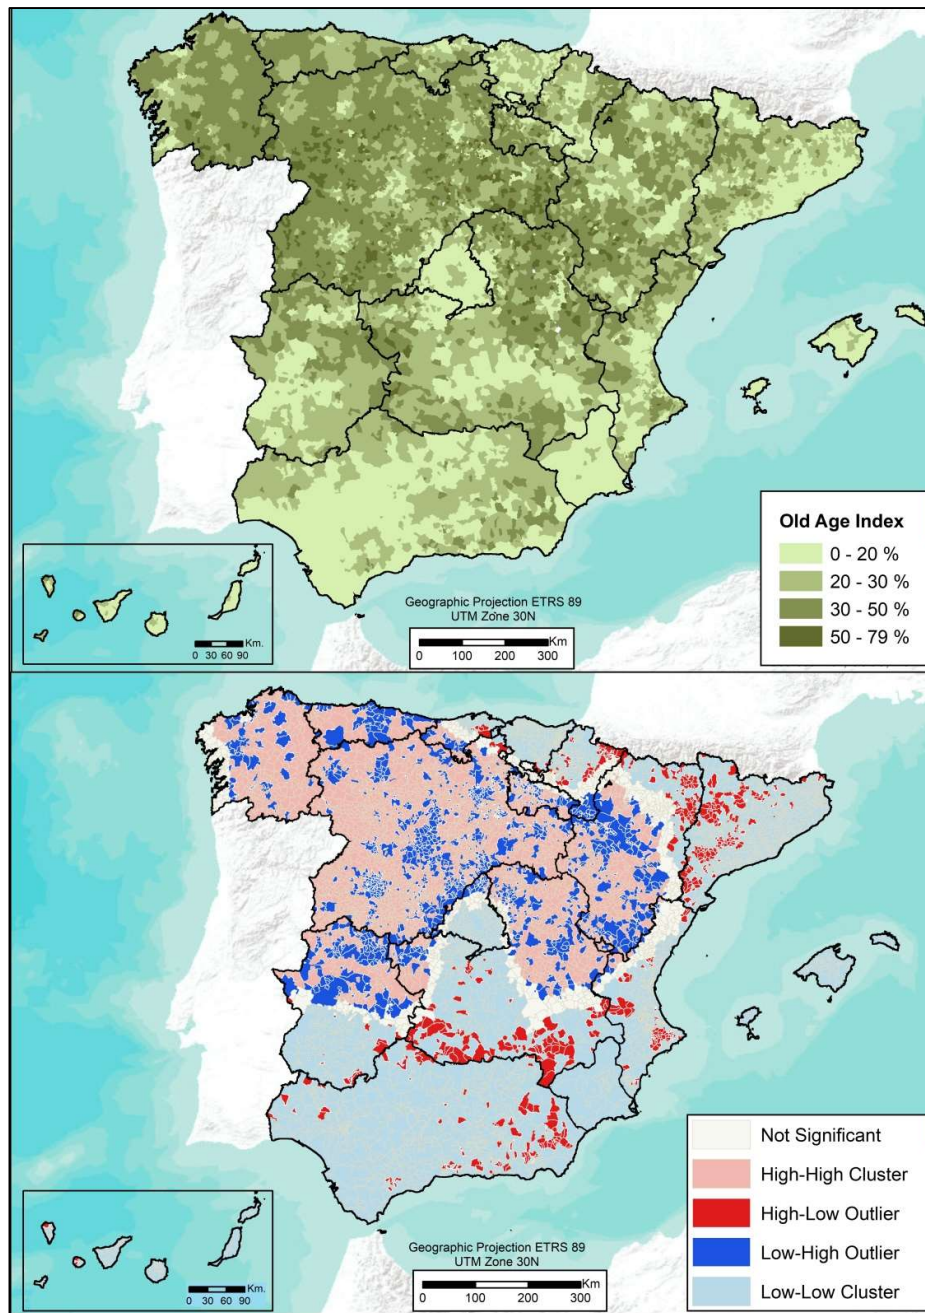 Old Age Index
0 - 20 %
20 - 30 %
30 - 50 %
50 - 79 %
Geographic Projection ETRS 89
UTM Zone 30N
Km
0 100 200 300
Km.
0 30 60 90
Not Significant
High-High Cluster
High-Low Outlier
Low-High Outlier
Low-Low Cluster
Geographic Projection ETRS 89
UTM Zone 30N
Km
0 100 200 300
Km.
0 30 60 90